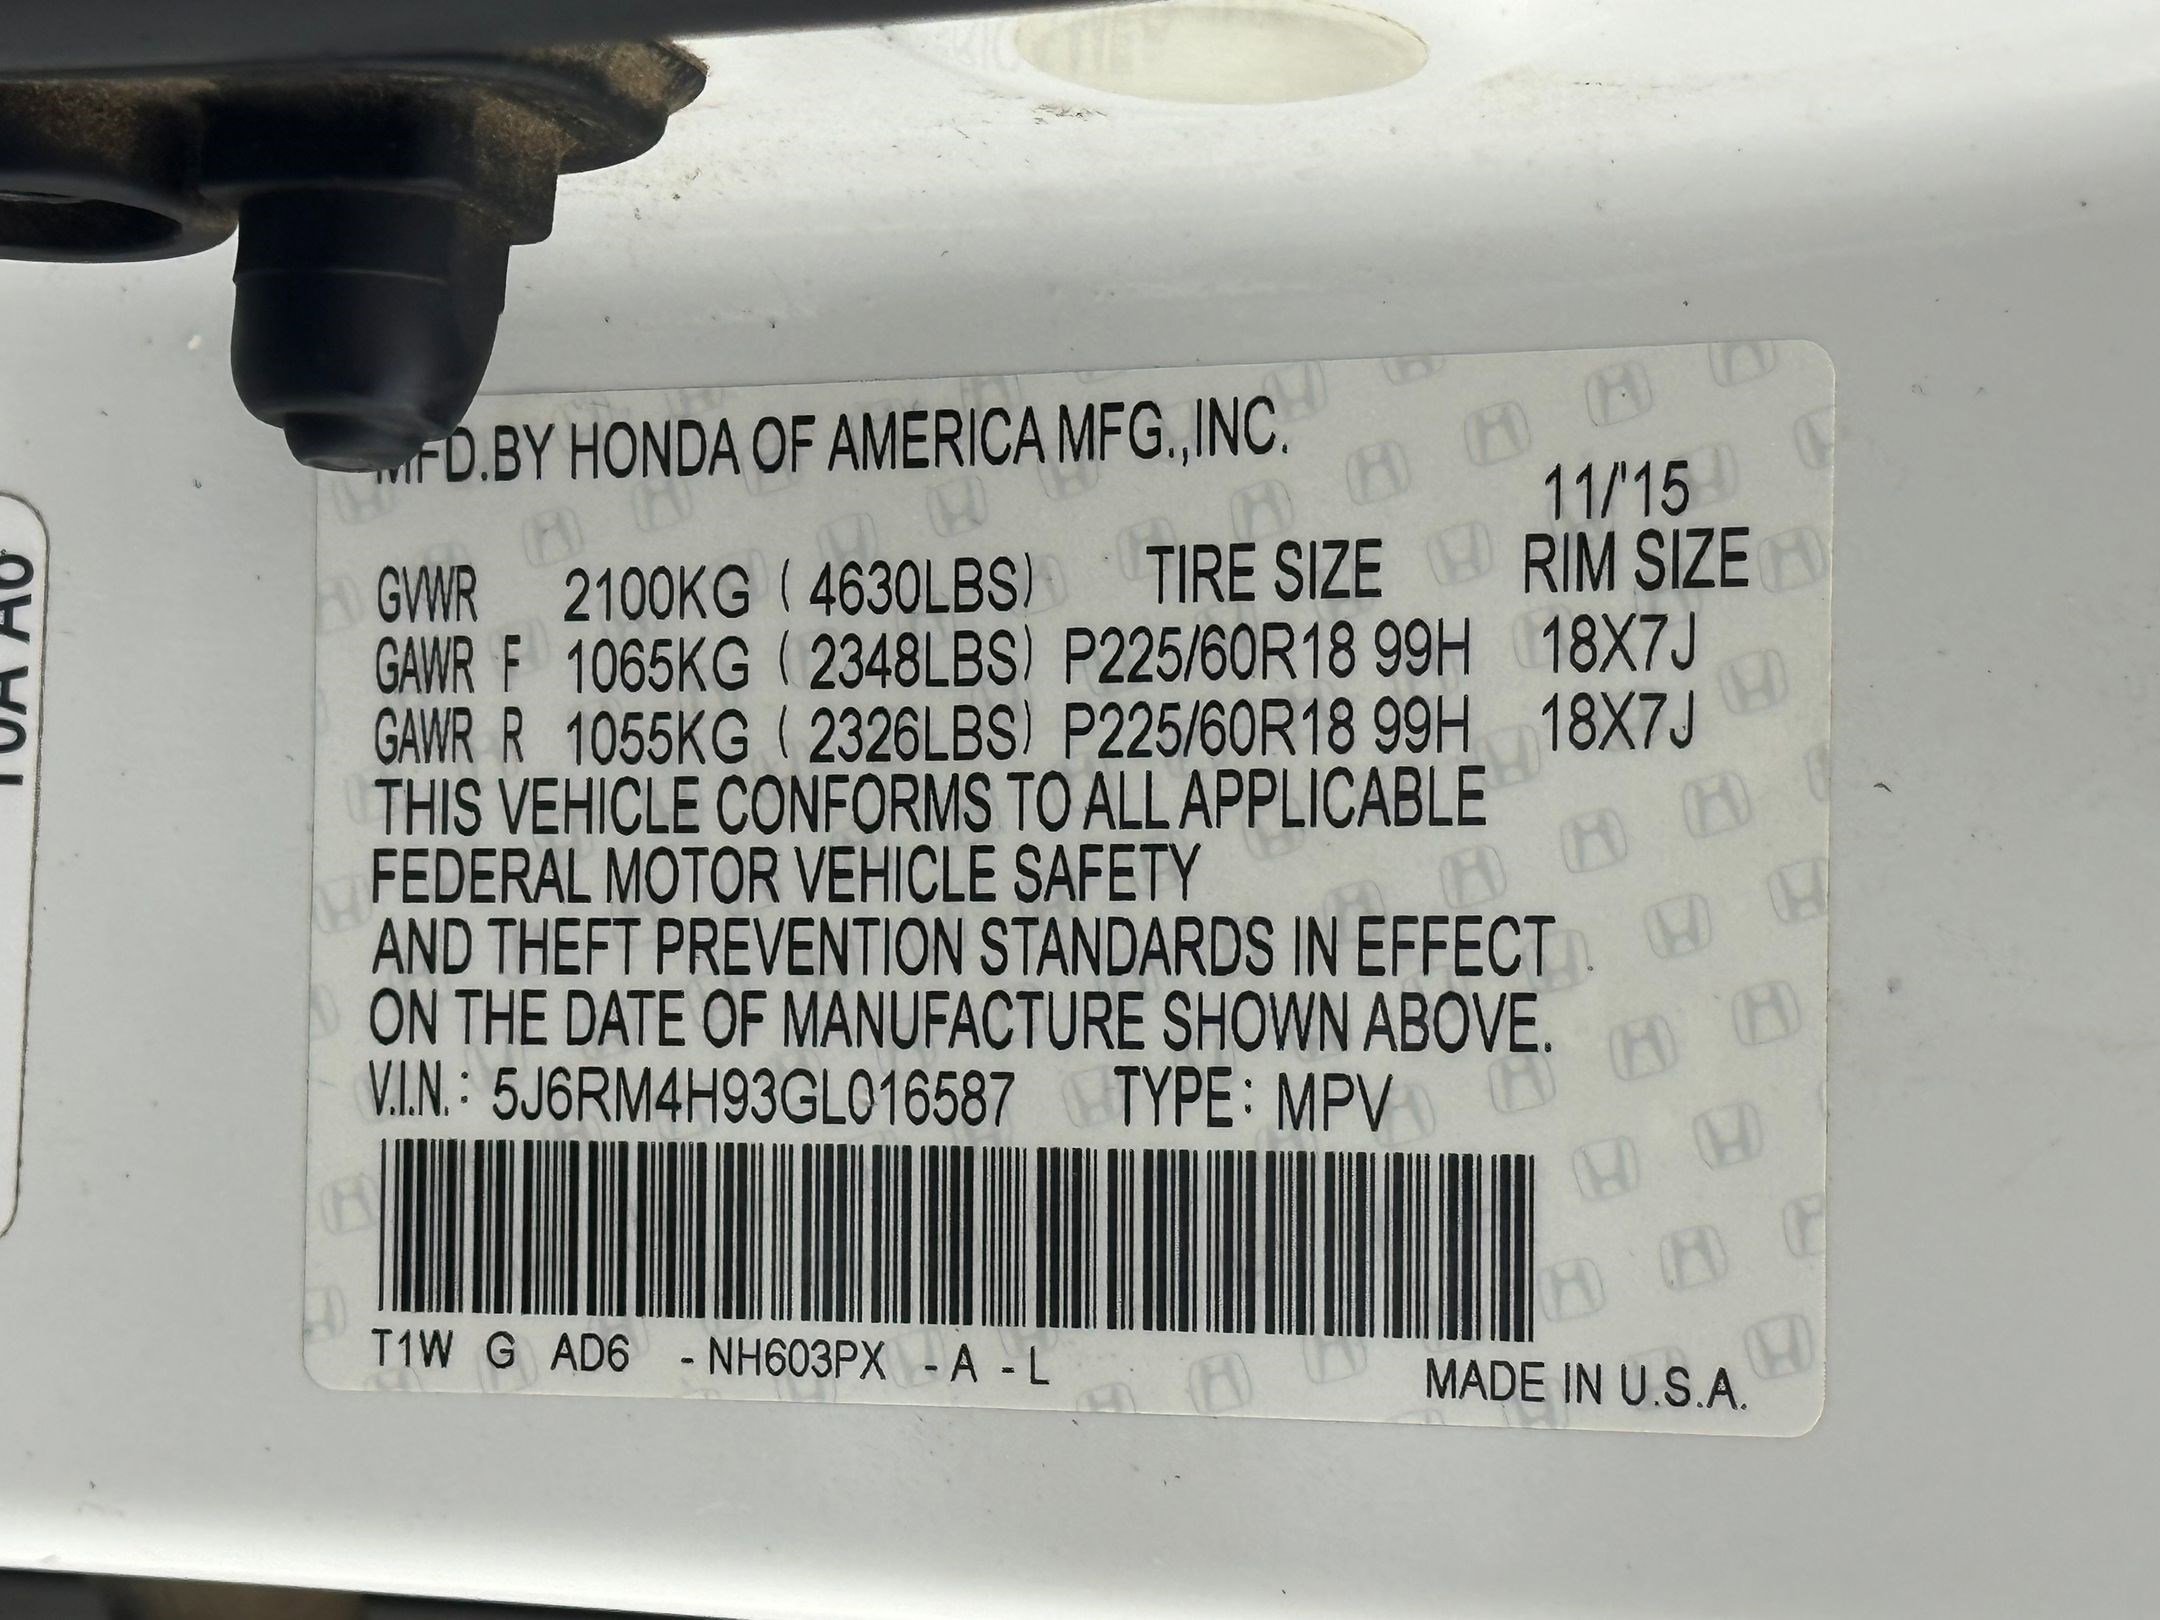 MFD.BY HONDA OF AMERICA MFG.,INC.
11/'15
GVWR 2100KG ( 4630LBS) TIRE SIZE RIM SIZE
GAWR F 1065KG ( 2348LBS) P225/60R18 99H 18X7J
GAWR R 1055KG ( 2326LBS) P225/60R18 99H 18X7J
THIS VEHICLE CONFORMS TO ALL APPLICABLE
FEDERAL MOTOR VEHICLE SAFETY
AND THEFT PREVENTION STANDARDS IN EFFECT
ON THE DATE OF MANUFACTURE SHOWN ABOVE.
V.I.N.: 5J6RM4H93GL016587 TYPE: MPV
T1W G AD6 -NH603PX -A -L
MADE IN U.S.A.